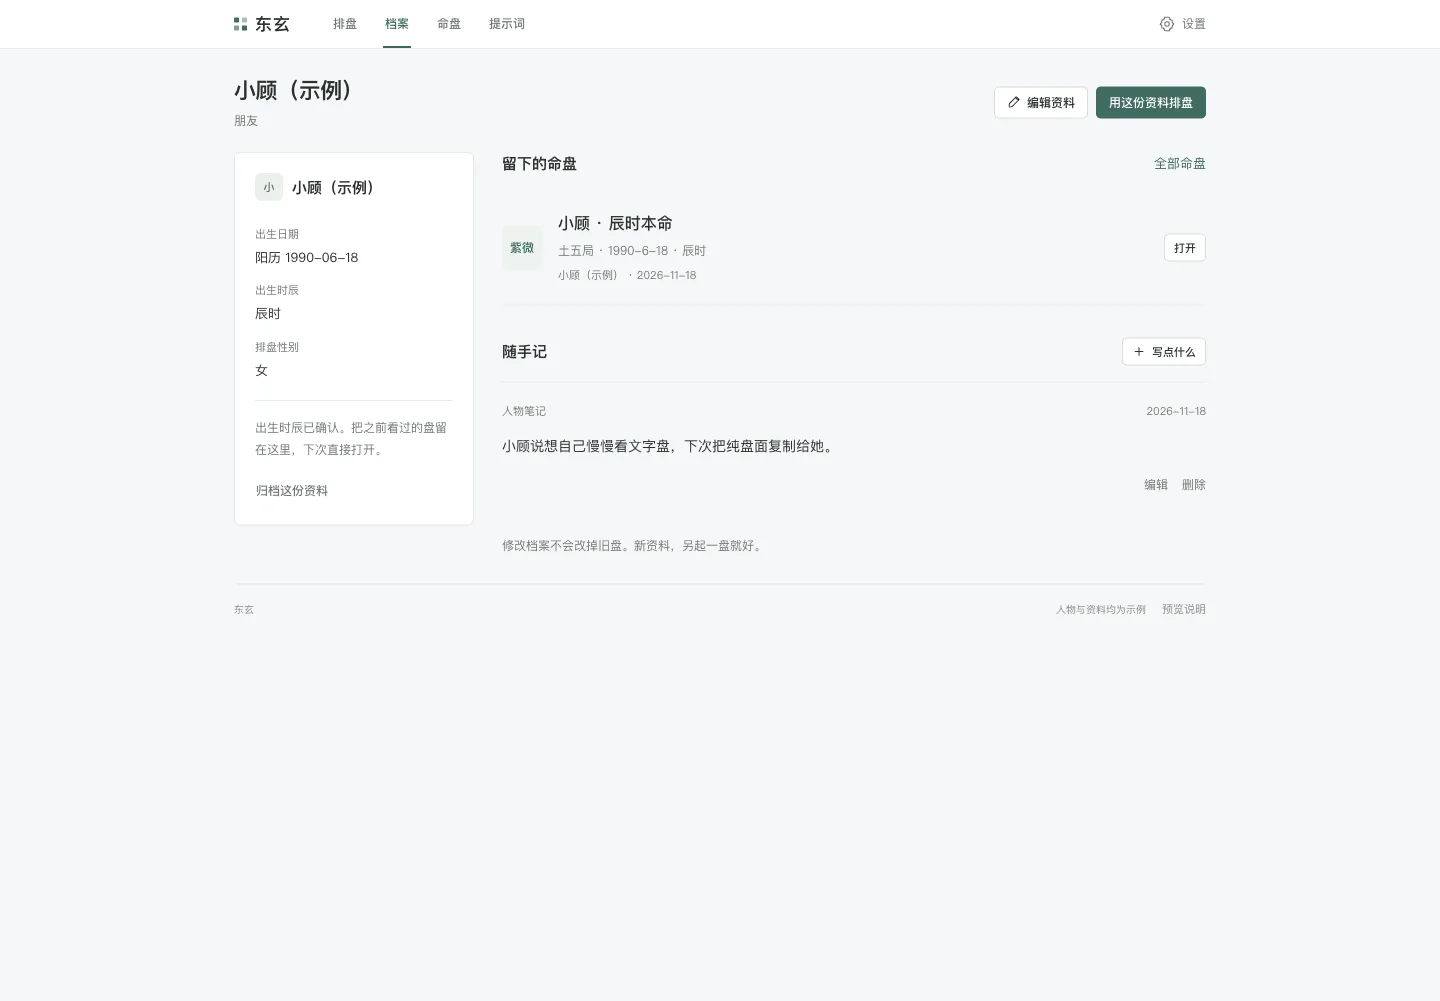 东玄
排盘
档案
命盘
提示词
设置
小顾（示例）
朋友
编辑资料
用这份资料排盘
小
小顾（示例）
出生日期
阳历 1990-06-18
出生时辰
辰时
排盘性别
女
出生时辰已确认。把之前看过的盘留
在这里，下次直接打开。
归档这份资料
留下的命盘
全部命盘
紫微
小顾 · 辰时本命
土五局 · 1990-6-18 · 辰时
小顾（示例） · 2026-11-18
打开
随手记
写点什么
人物笔记
2026-11-18
小顾说想自己慢慢看文字盘，下次把纯盘面复制给她。
编辑
删除
修改档案不会改掉旧盘。新资料，另起一盘就好。
东玄
人物与资料均为示例
预览说明